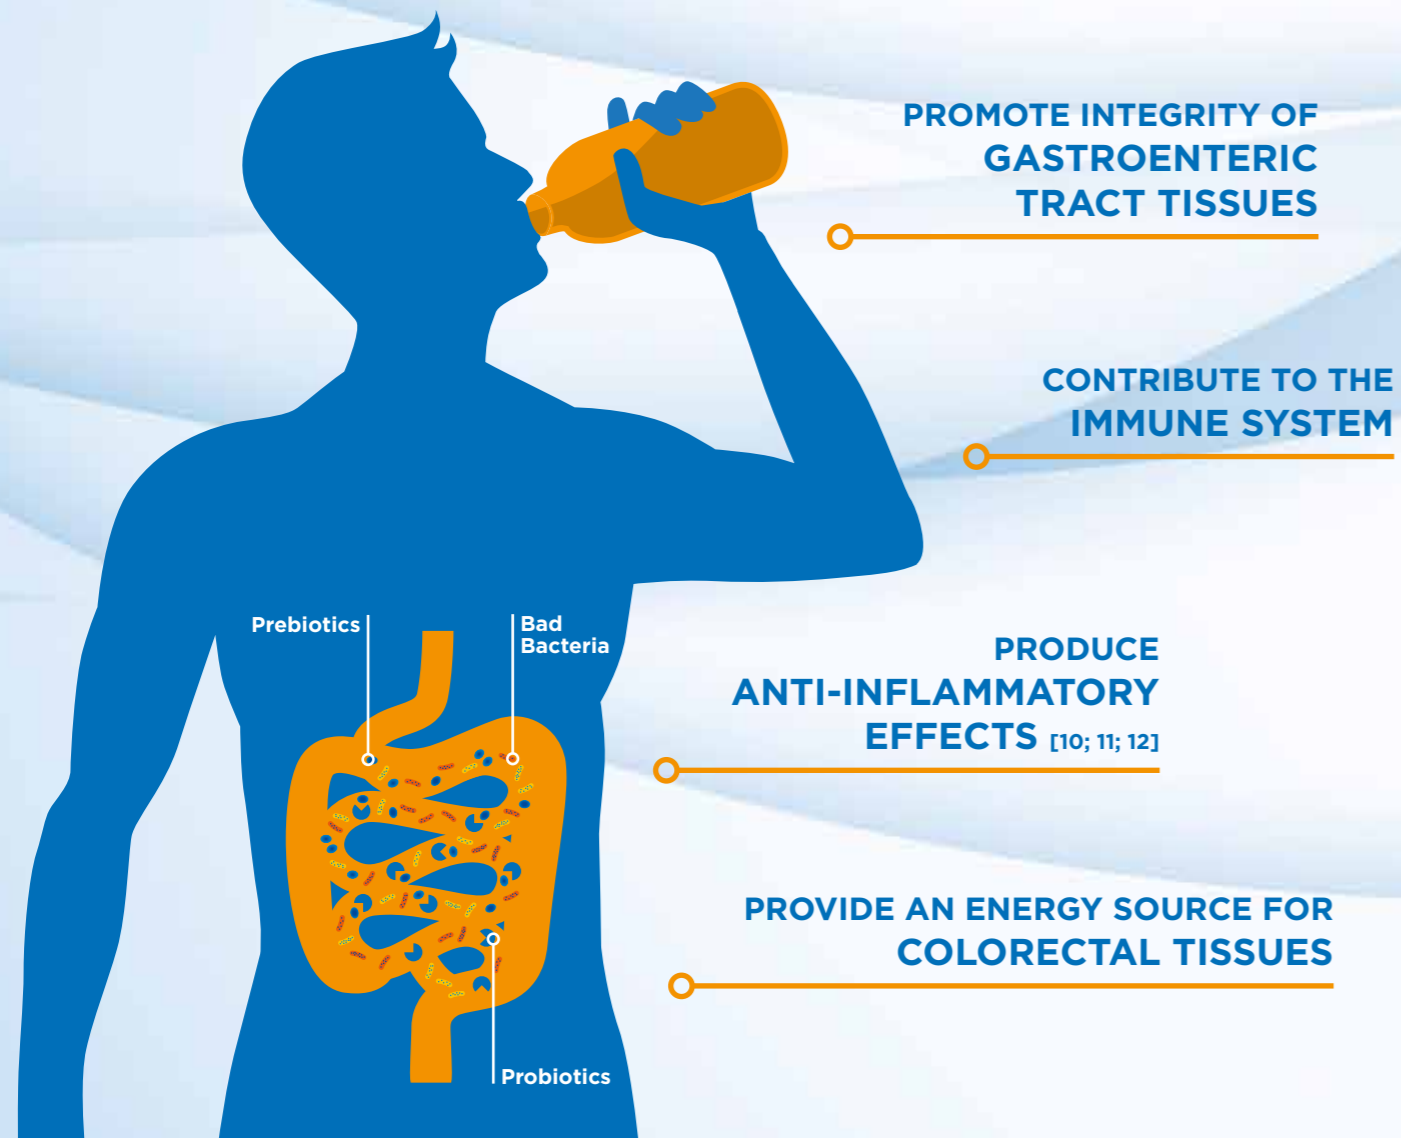 PROMOTE INTEGRITY OF
GASTROENTERIC
TRACT TISSUES
CONTRIBUTE TO THE
IMMUNE SYSTEM
Prebiotics
Bad
Bacteria
PRODUCE
ANTI-INFLAMMATORY
EFFECTS [10; 11; 12]
PROVIDE AN ENERGY SOURCE FOR
COLORECTAL TISSUES
Probiotics